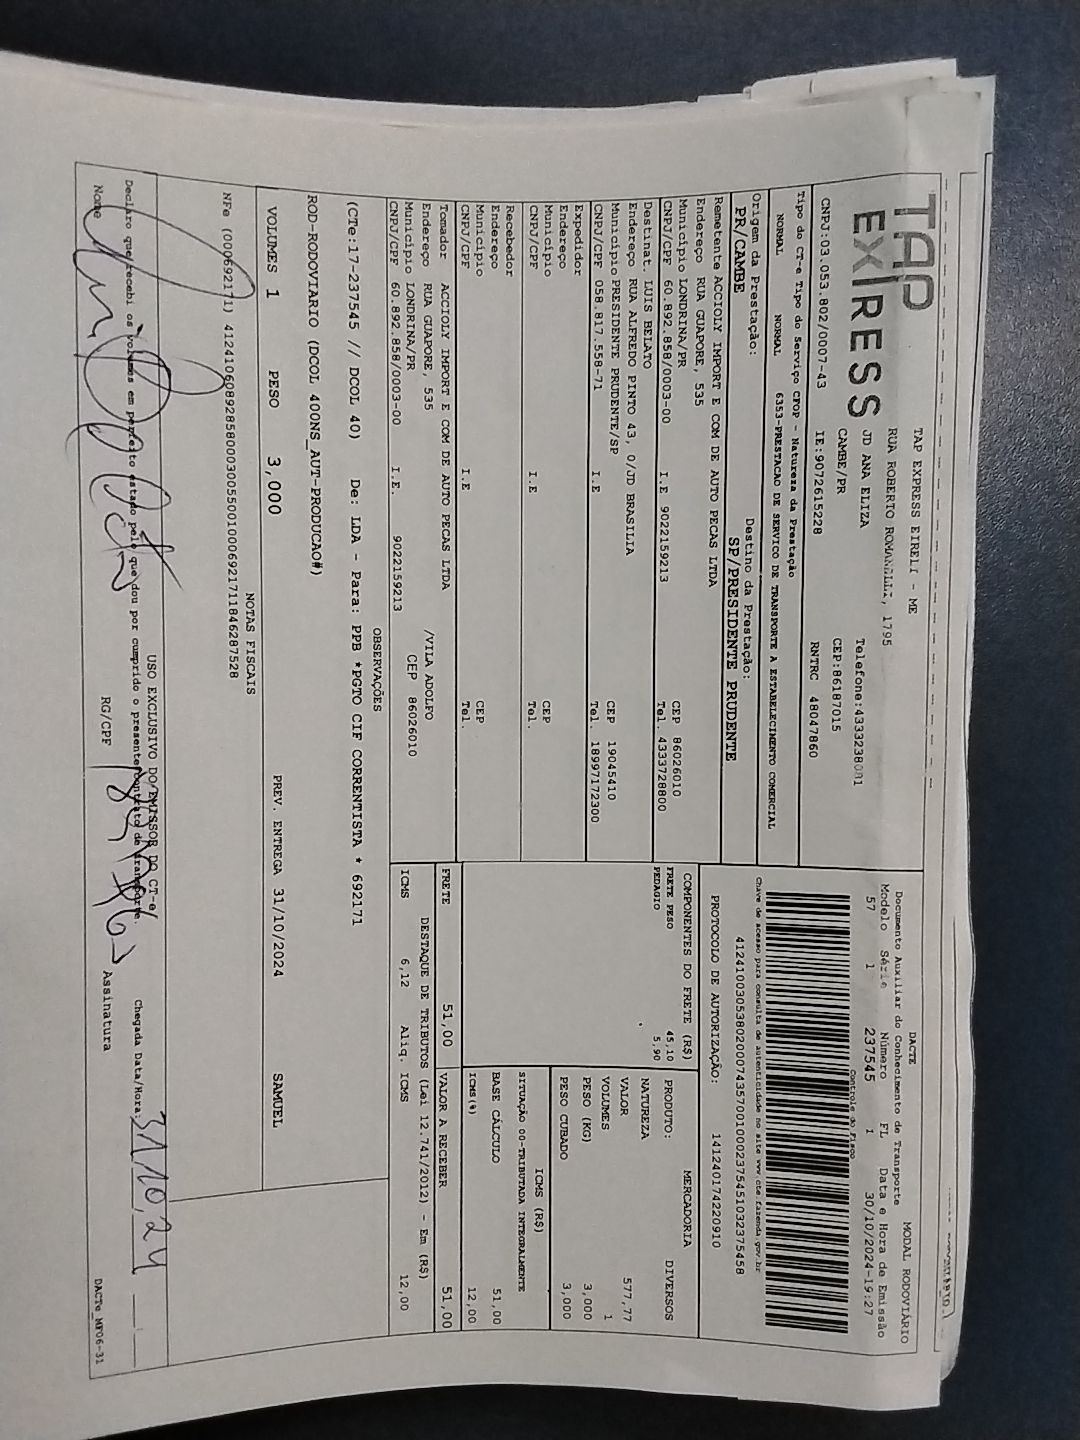 TAP
EXPRESS
TAP EXPRESS EIRELI - ME
RUA ROBERTO ROMANELLI, 1795
JD ANA ELIZA Telefone:4333238001
CAMBE/PR CEP:86187015
CNPJ:03.053.802/0007-43 IE:9072615228 RNTRC 48047860
Tipo do CT-e Tipo do Serviço CFOP - Natureza da Prestação
NORMAL NORMAL 6353-PRESTACAO DE SERVICO DE TRANSPORTE A ESTABELECIMENTO COMERCIAL
Origem da Prestação: Destino da Prestação:
PR/CAMBE SP/PRESIDENTE PRUDENTE
DACTE MODAL RODOVIÁRIO
Documento Auxiliar do Conhecimento de Transporte
Modelo Série Número FL Data e Hora de Emissão
57 1 237545 1 30/10/2024-19:27
Controle do Fisco
Chave de acesso para consulta de autenticidade no site www.cte.fazenda.gov.br
41241003053802000743570010002375451032375458
PROTOCOLO DE AUTORIZAÇÃO: 141240174220910
Remetente ACCIOLY IMPORT E COM DE AUTO PECAS LTDA
Endereço RUA GUAPORE, 535
Município LONDRINA/PR CEP 86026010
CNPJ/CPF 60.892.858/0003-00 I.E 9022159213 Tel. 4333728800
Destinat. LUIS BELATO
Endereço RUA ALFREDO PINTO 43, 0/JD BRASILIA
Município PRESIDENTE PRUDENTE/SP CEP 19045410
CNPJ/CPF 058.817.558-71 I.E Tel. 18997172300
Expedidor
Endereço
Município CEP
CNPJ/CPF I.E Tel.
Recebedor
Endereço
Município CEP
CNPJ/CPF I.E Tel.
Tomador ACCIOLY IMPORT E COM DE AUTO PECAS LTDA
Endereço RUA GUAPORE, 535 /VILA ADOLFO
Município LONDRINA/PR CEP 86026010
CNPJ/CPF 60.892.858/0003-00 I.E. 9022159213
COMPONENTES DO FRETE (R$)
FRETE PESO 45,10
PEDAGIO 5,90
MERCADORIA
PRODUTO: DIVERSOS
NATUREZA
VALOR 577,77
VOLUMES 1
PESO (KG) 3,000
PESO CUBADO 3,000
ICMS (R$)
SITUAÇÃO 00-TRIBUTADA INTEGRALMENTE
BASE CÁLCULO 51,00
ICMS(%) 12,00
FRETE 51,00 VALOR A RECEBER 51,00
DESTAQUE DE TRIBUTOS (Lei 12.741/2012) - Em (R$)
ICMS 6,12 Aliq. ICMS 12,00
OBSERVAÇÕES
(CTe:17-237545 // DCOL 40) De: LDA - Para: PPB *PGTO CIF CORRENTISTA * 692171
ROD-RODOVIARIO (DCOL 400NS_AUT-PRODUCAO#)
VOLUMES 1 PESO 3,000 PREV. ENTREGA 31/10/2024 SAMUEL
NOTAS FISCAIS
NFe (000692171) 41241060892858000300550010006921711846287528
USO EXCLUSIVO DO EMISSOR DO CT-e/
Declaro que recebi os volumes em perfeito estado pelo que dou por cumprido o presente contrato de transporte. Chegada Data/Hora: 31/10/24
Nome RG/CPF Assinatura
DACTe_MF06-31